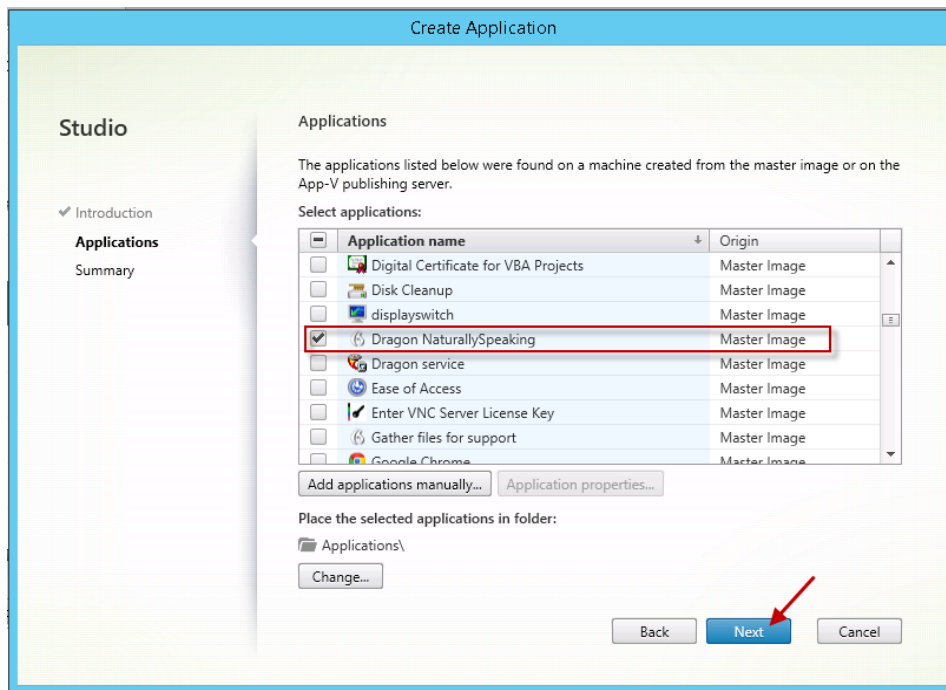 Create Application
Studio
Introduction
Applications
Summary
Applications
The applications listed below were found on a machine created from the master image or on the
App-V publishing server.
Select applications:
Application name Origin
Digital Certificate for VBA Projects Master Image
Disk Cleanup Master Image
displayswitch Master Image
Dragon NaturallySpeaking Master Image
Dragon service Master Image
Ease of Access Master Image
Enter VNC Server License Key Master Image
Gather files for support Master Image
Google Chrome Master Image
Add applications manually... Application properties...
Place the selected applications in folder:
Applications\
Change...
Back Next Cancel